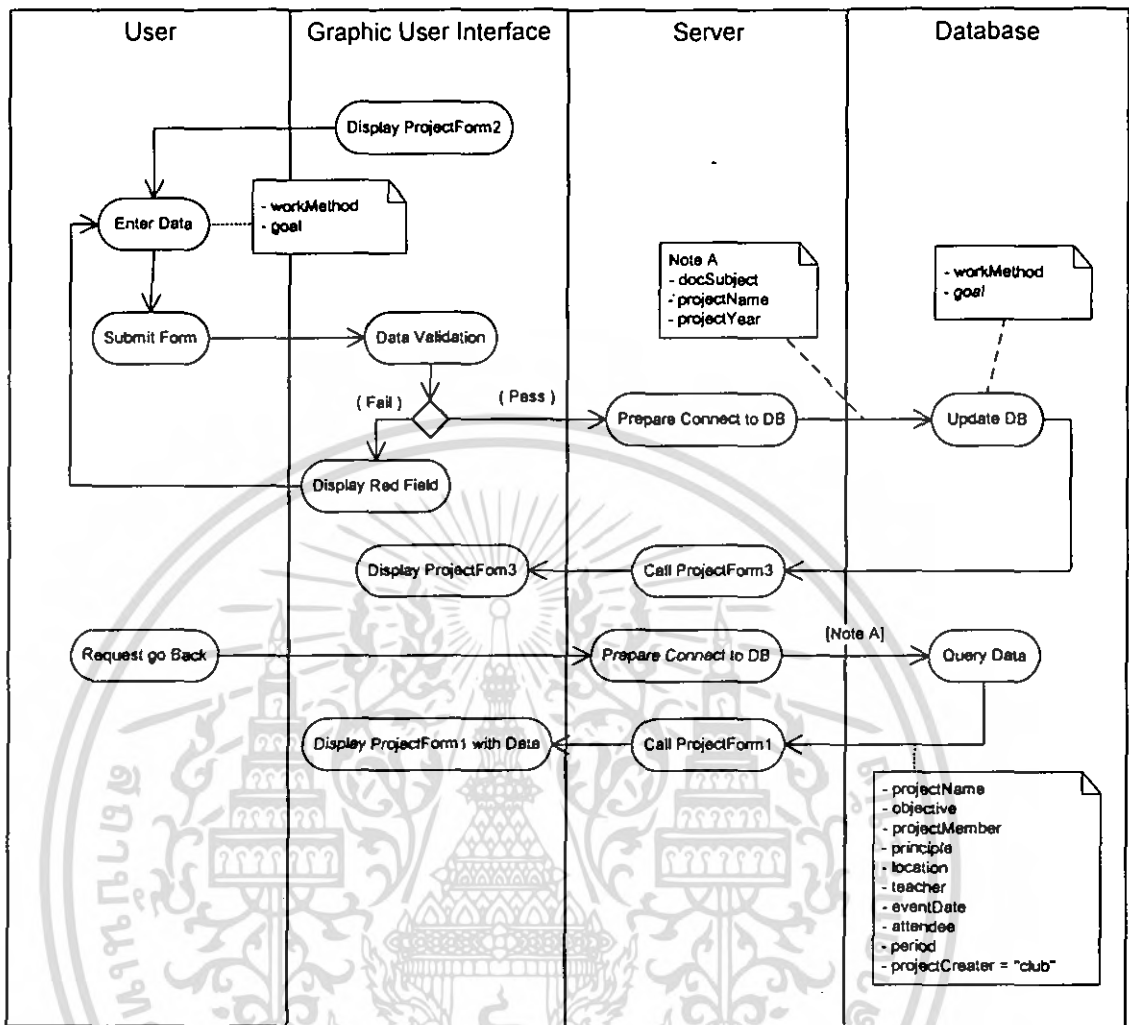 User
Graphic User Interface
Server
Database
Display ProjectForm2
Enter Data
- workMethod
- goal
Note A
- docSubject
- projectName
- projectYear
- workMethod
- goal
Submit Form
Data Validation
( Fail )
( Pass )
Prepare Connect to DB
Update DB
Display Red Field
Display ProjectFom3
Call ProjectForm3
Request go Back
Prepare Connect to DB
[Note A]
Query Data
Display ProjectForm1 with Data
Call ProjectForm1
- projectName
- objective
- projectMember
- principle
- location
- teacher
- eventDate
- attendee
- period
- projectCreater = "club"